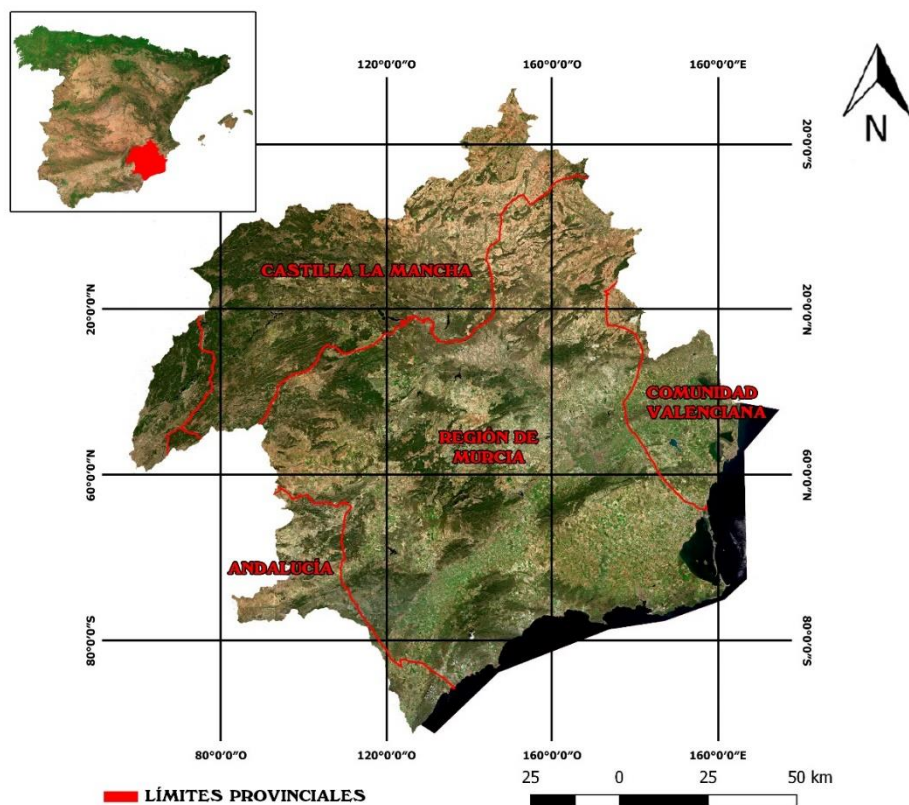 120°0'0"O 160°0'0"O 160°0'0"E
N
20°0'0"S 20°0'0"S
CASTILLA LA MANCHA
20°0'0"N 20°0'0"N
COMUNIDAD
VALENCIANA
REGIÓN DE
MURCIA
60°0'0"N 60°0'0"N
ANDALUCÍA
80°0'0"S 80°0'0"S
80°0'0"O 120°0'0"O 160°0'0"O 160°0'0"E
25 0 25 50 km
LÍMITES PROVINCIALES